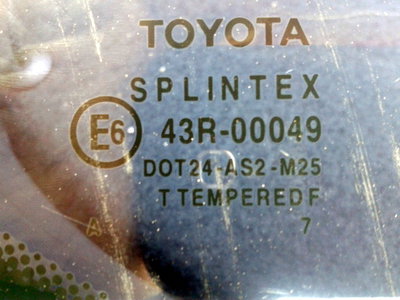 TOYOTA
SPLINTEX
E6 43R-00049
DOT24-AS2-M25
T TEMPERED F
A 7